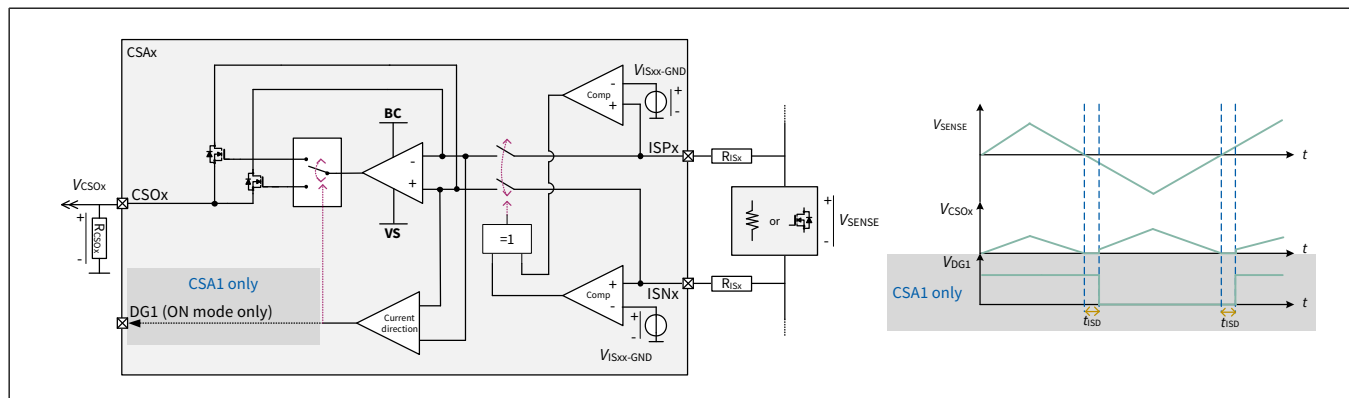 CSAx
VISxx-GND
+
-
-
Comp
+
BC
ISPx
RISx
-
+
VCSOx
CSOx
+
RCSOx
-
VS
=1
or
+
VSENSE
-
CSA1 only
DG1 (ON mode only)
Current
direction
+
Comp
-
ISNx
RISx
+
-
VISxx-GND
VSENSE
t
VCSOx
t
VDG1
CSA1 only
t
tISD
tISD